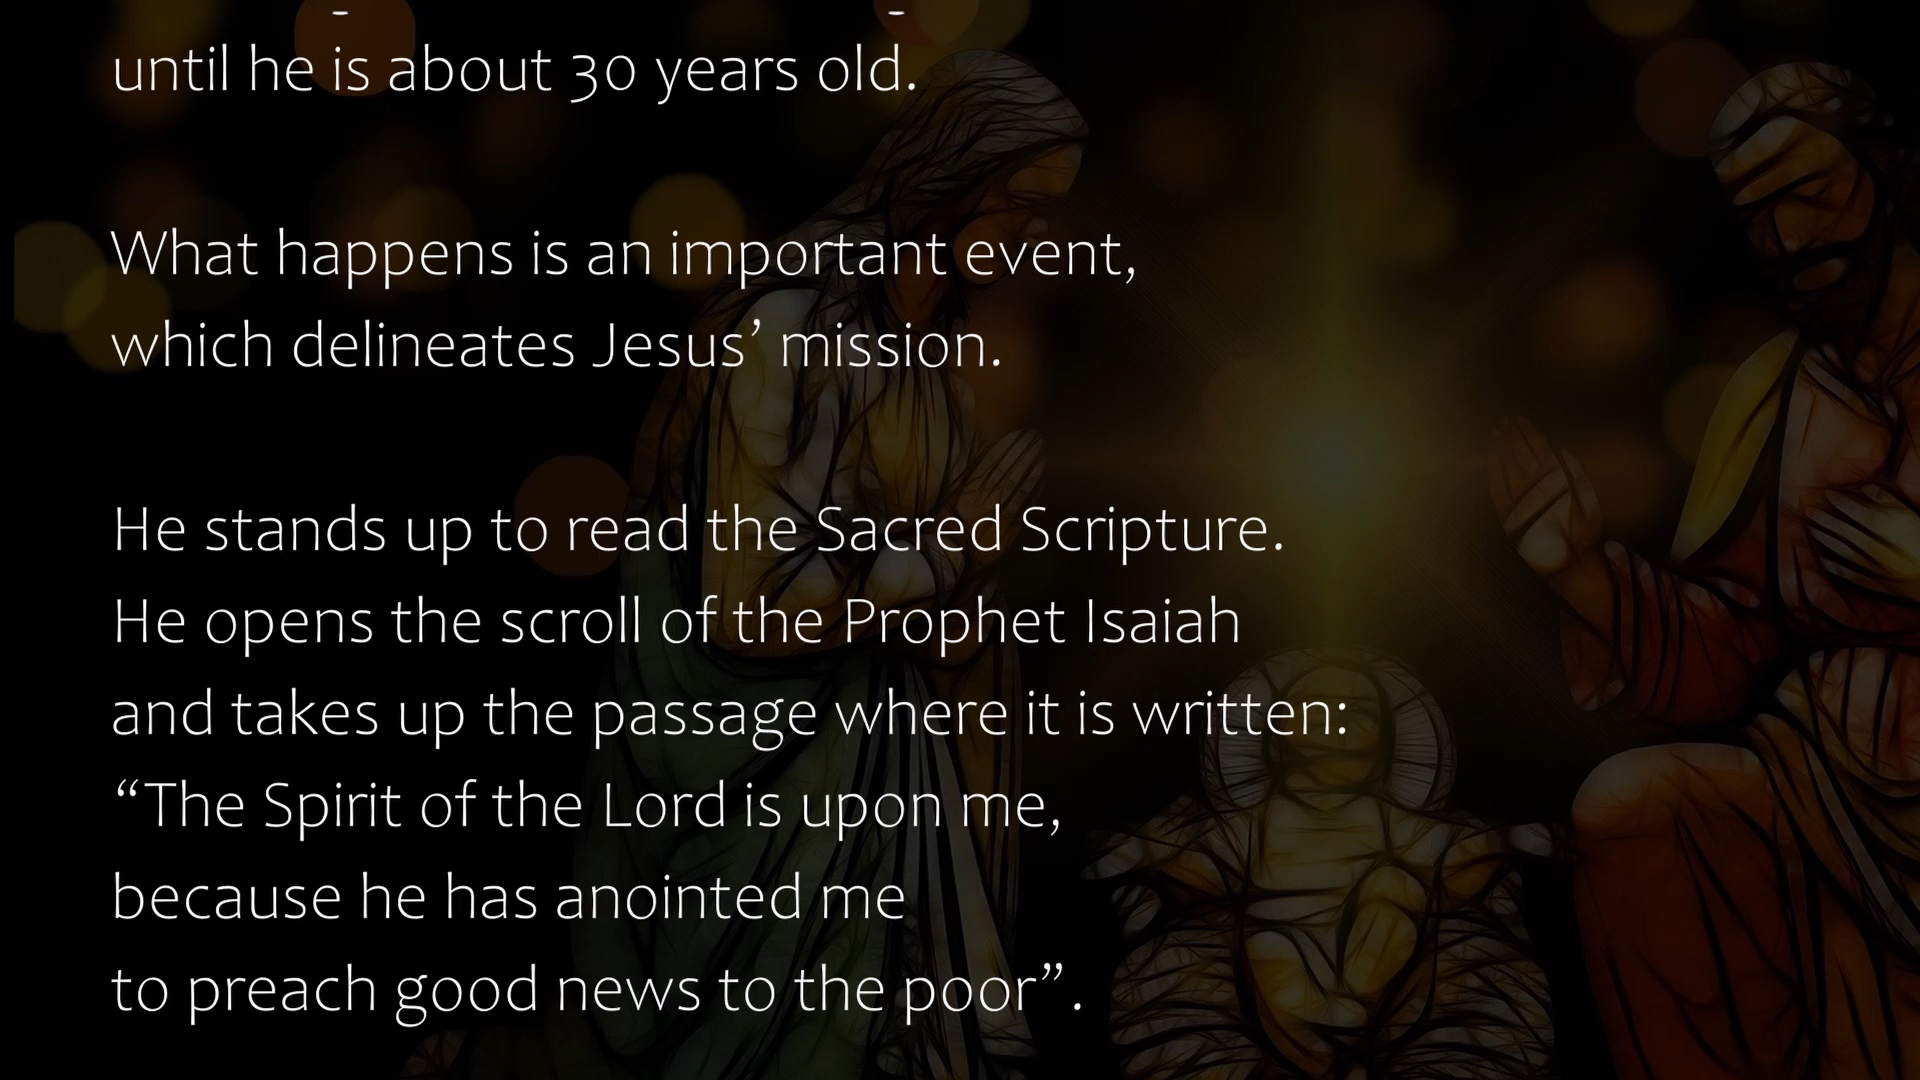 until he is about 30 years old.
What happens is an important event,
which delineates Jesus’ mission.
He stands up to read the Sacred Scripture.
He opens the scroll of the Prophet Isaiah
and takes up the passage where it is written:
“The Spirit of the Lord is upon me,
because he has anointed me
to preach good news to the poor”.